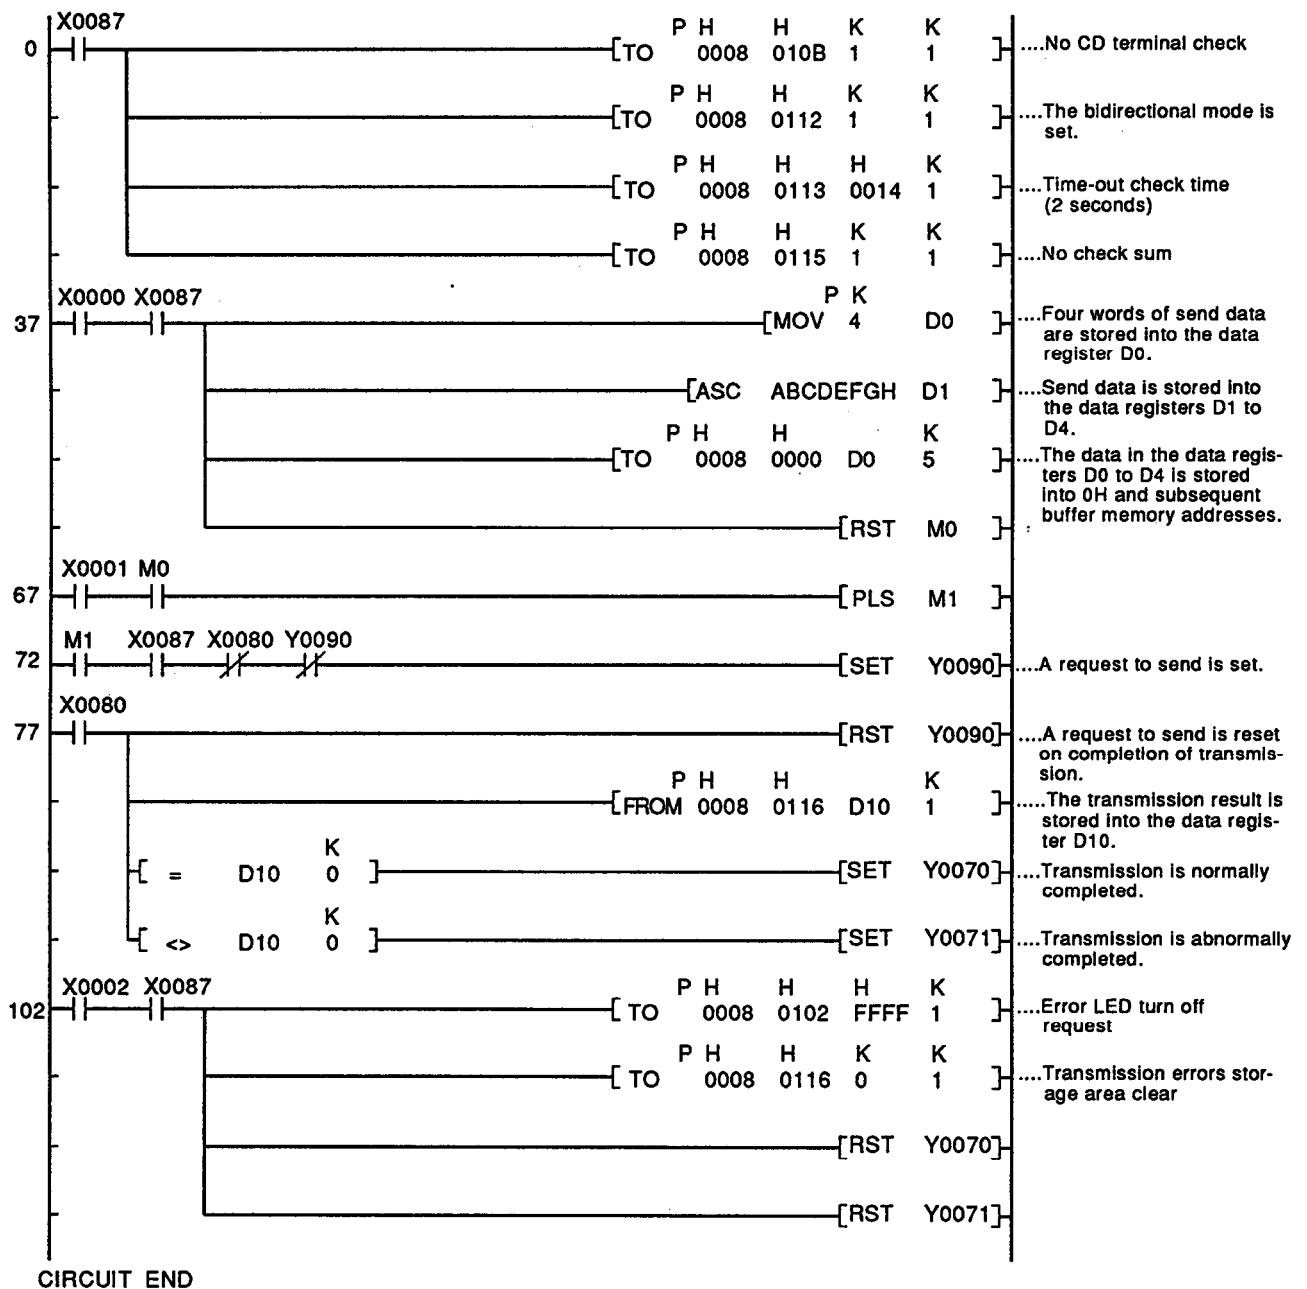 X0087
P H H K K
0 [TO 0008 010B 1 1 ] ....No CD terminal check
P H H K K
[TO 0008 0112 1 1 ] ....The bidirectional mode is
set.
P H H H K
[TO 0008 0113 0014 1 ] ....Time-out check time
(2 seconds)
P H H K K
[TO 0008 0115 1 1 ] ....No check sum
X0000 X0087
P K
37 [MOV 4 D0 ] ....Four words of send data
are stored into the data
register D0.
[ASC ABCDEFGH D1 ] ....Send data is stored into
the data registers D1 to
D4.
P H H K
[TO 0008 0000 D0 5 ] ....The data in the data regis-
ters D0 to D4 is stored
into 0H and subsequent
buffer memory addresses.
[RST M0 ]
X0001 M0
67 [PLS M1 ]
M1 X0087 X0080 Y0090
72 [SET Y0090] ....A request to send is set.
X0080
77 [RST Y0090] ....A request to send is reset
on completion of transmis-
sion.
P H H K
[FROM 0008 0116 D10 1 ] .....The transmission result is
stored into the data regis-
ter D10.
K
[ = D10 0 ] [SET Y0070] ....Transmission is normally
completed.
K
[ <> D10 0 ] [SET Y0071] ....Transmission is abnormally
completed.
X0002 X0087
P H H H K
102 [ TO 0008 0102 FFFF 1 ] ....Error LED turn off
request
P H H K K
[ TO 0008 0116 0 1 ] ....Transmission errors stor-
age area clear
[RST Y0070]
[RST Y0071]
CIRCUIT END